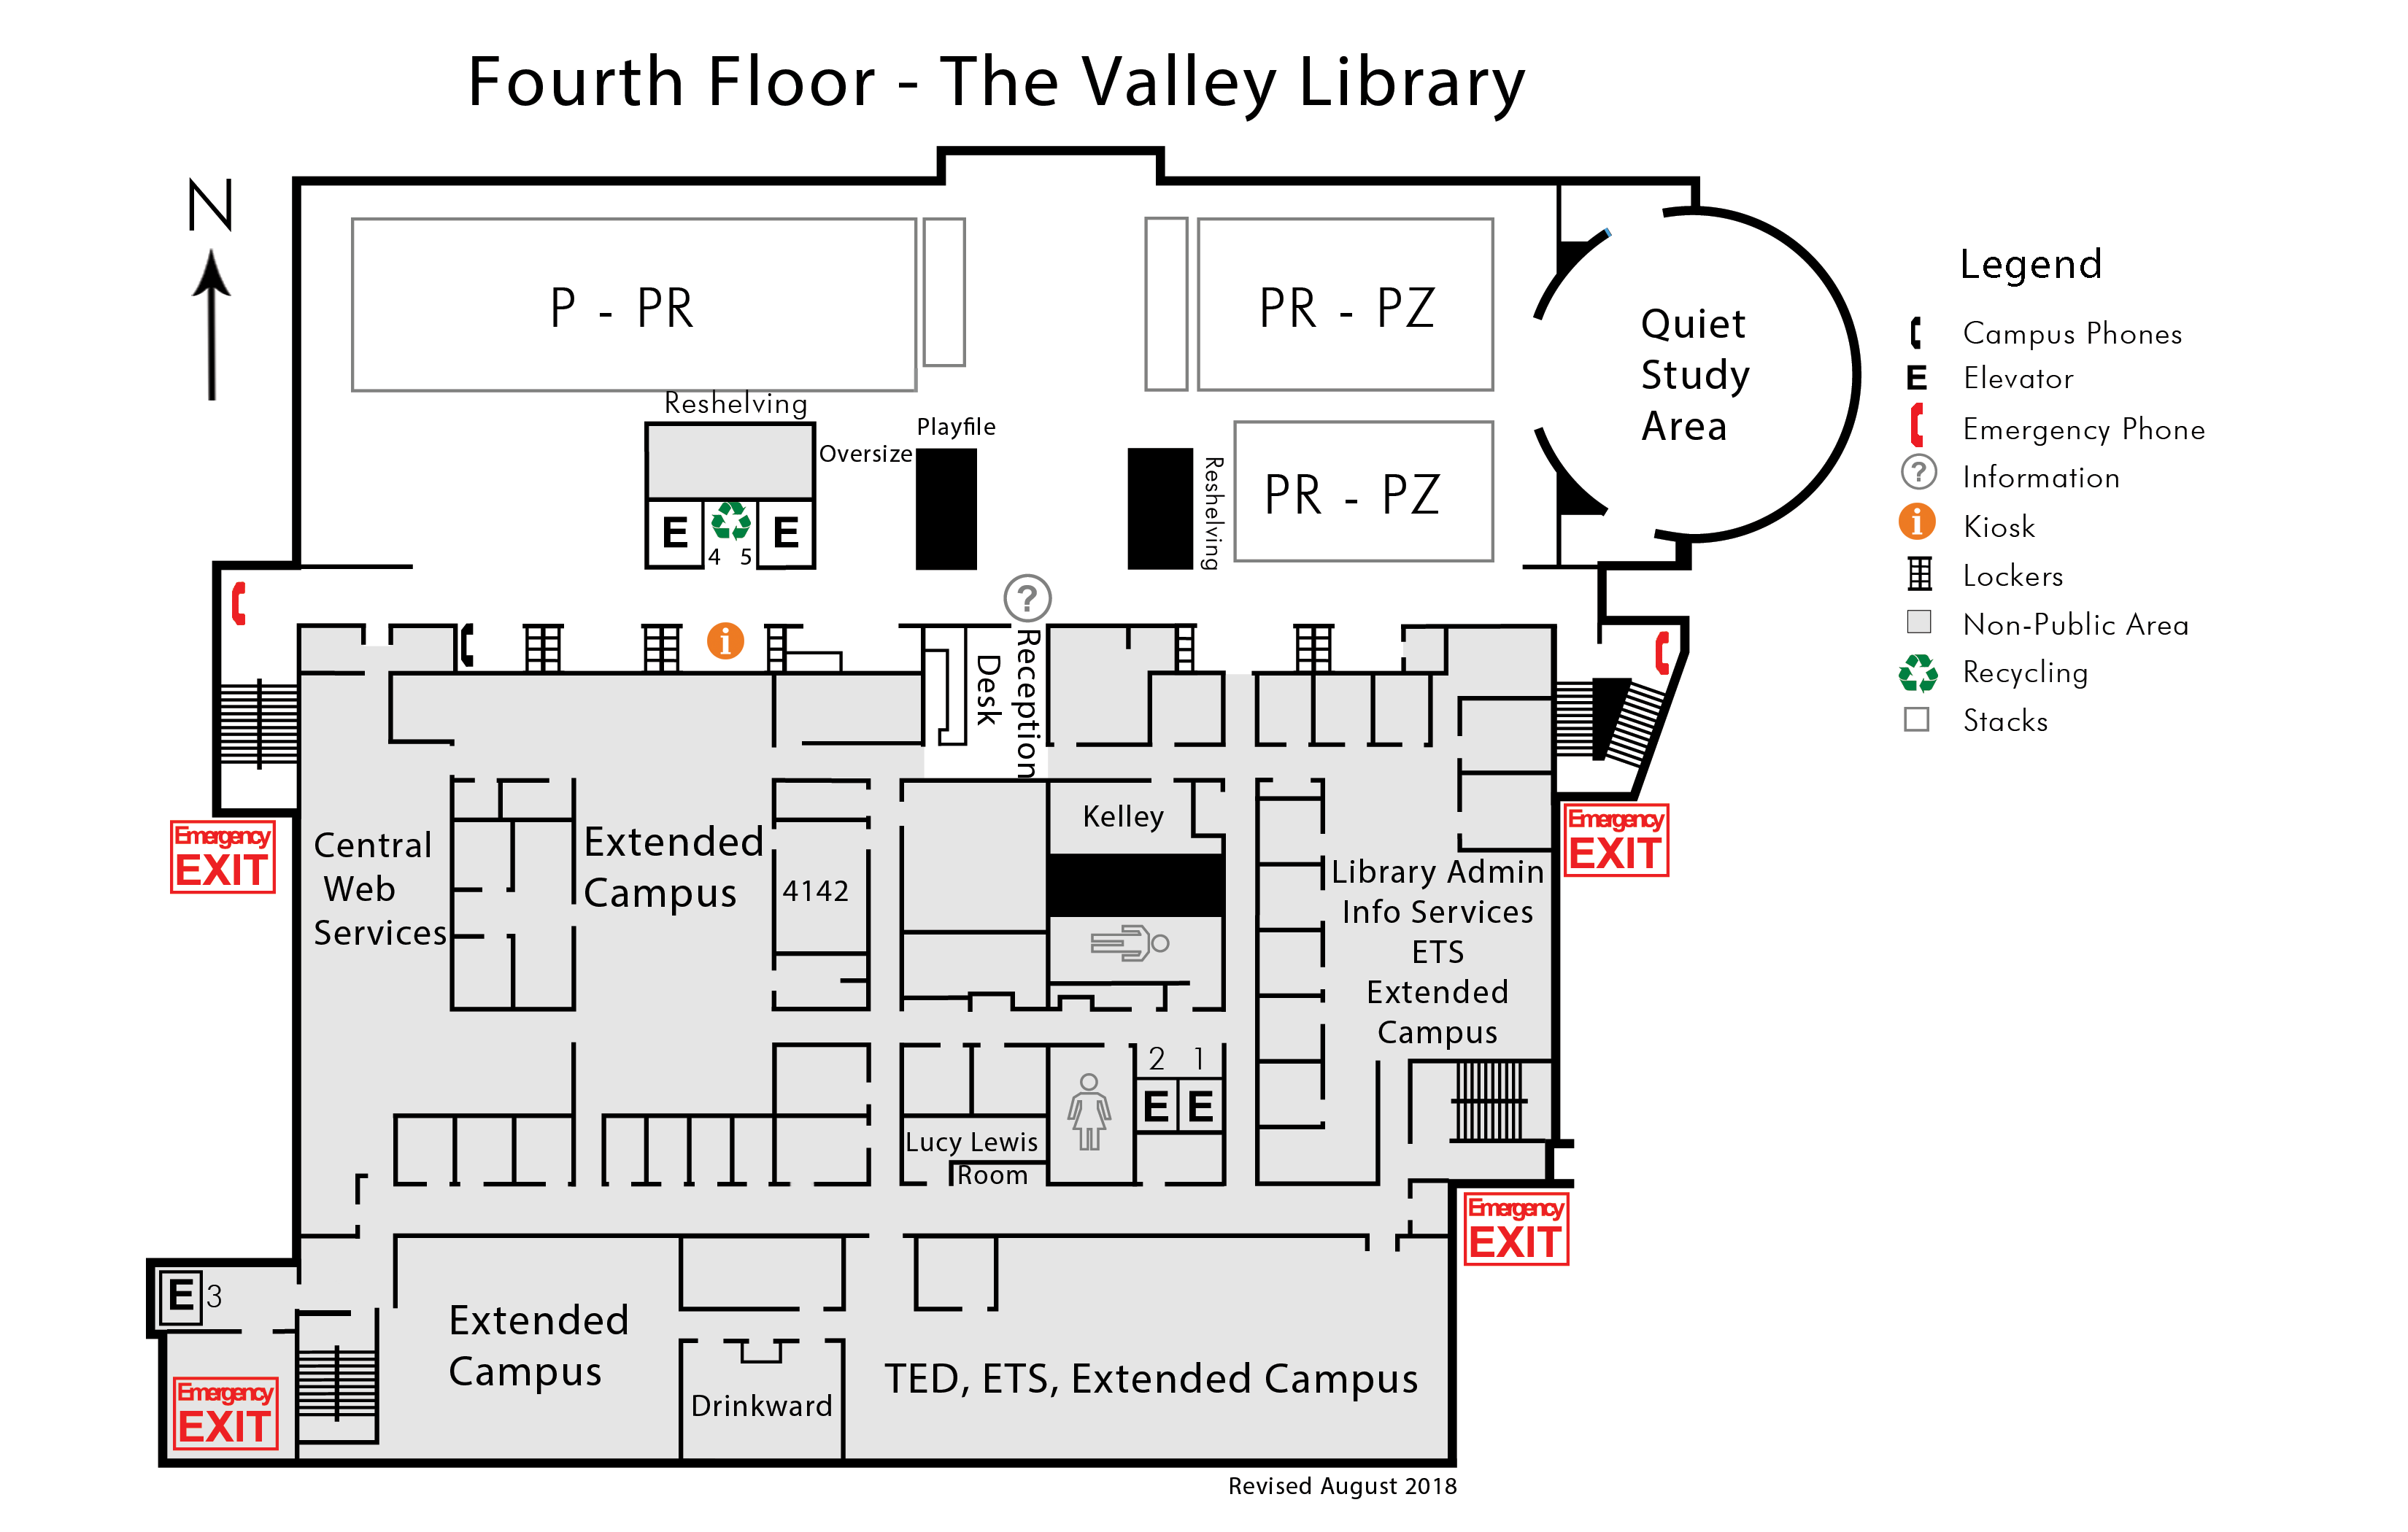 Fourth Floor - The Valley Library
N
P - PR
PR - PZ
Quiet
Study
Area
Reshelving
Oversize
Playfile
Reshelving
PR - PZ
E
4 5
E
?
i
Reception
Desk
Central
Web
Services
Extended
Campus
4142
Kelley
Library Admin
Info Services
ETS
Extended
Campus
Emergency
EXIT
Emergency
EXIT
2 1
E E
Lucy Lewis
Room
Emergency
EXIT
E 3
Emergency
EXIT
Extended
Campus
Drinkward
TED, ETS, Extended Campus
Revised August 2018
Legend
Campus Phones
E Elevator
Emergency Phone
? Information
i Kiosk
Lockers
Non-Public Area
Recycling
Stacks